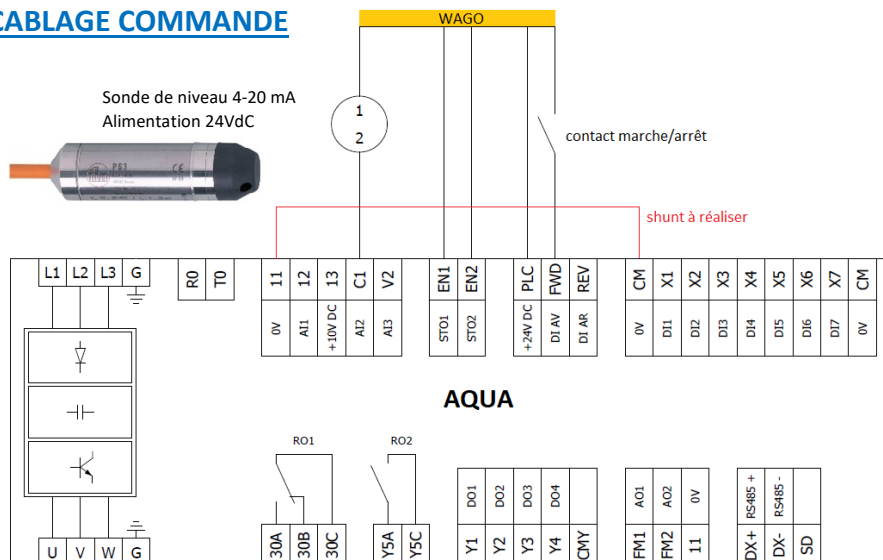 CABLAGE COMMANDE
WAGO
Sonde de niveau 4-20 mA
Alimentation 24VdC
1
2
contact marche/arrêt
shunt à réaliser
L1 L2 L3 G
R0 T0
11 12 13 C1 V2
EN1 EN2
PLC FWD REV
CM X1 X2 X3 X4 X5 X6 X7 CM
0V AI1 +10V DC AI2 AI3
STO1 STO2
+24V DC DI AV DI AR
0V DI1 DI2 DI3 DI4 DI5 DI6 DI7 0V
AQUA
RO1
RO2
DO1 DO2 DO3 DO4
AO1 AO2 0V
RS485 + RS485 -
U V W G
30A 30B 30C
Y5A Y5C
Y1 Y2 Y3 Y4 CMY
FM1 FM2 11
DX+ DX- SD